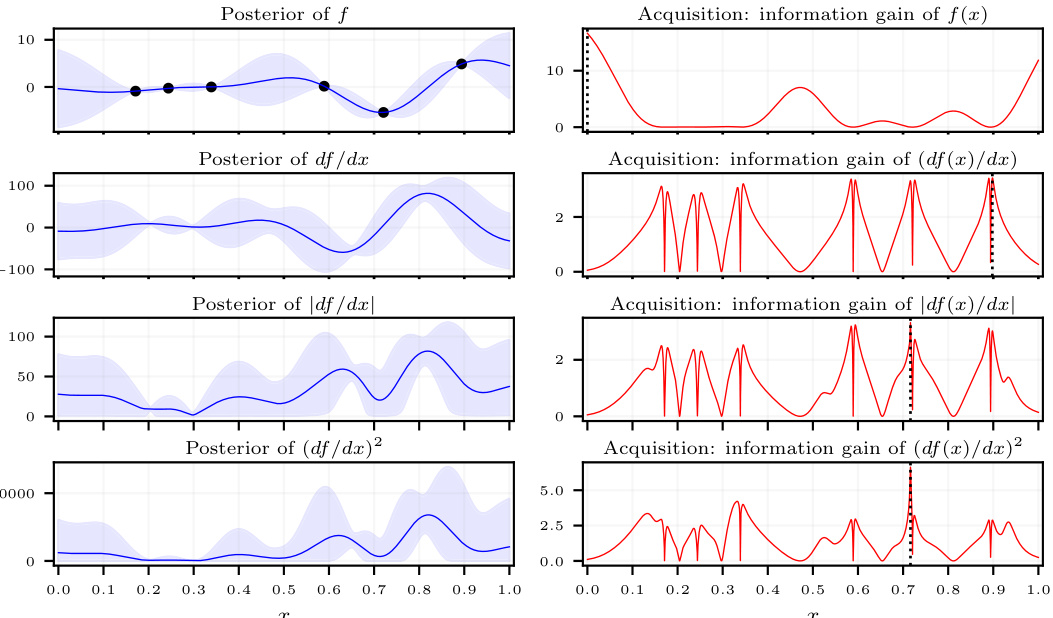 Posterior of f
Acquisition: information gain of f(x)
10
0
10
0
Posterior of df/dx
Acquisition: information gain of (df(x)/dx)
100
0
−100
2
0
Posterior of |df/dx|
Acquisition: information gain of |df(x)/dx|
100
50
0
2
0
Posterior of (df/dx)²
Acquisition: information gain of (df(x)/dx)²
0000
0
5.0
2.5
0.0
0.0 0.1 0.2 0.3 0.4 0.5 0.6 0.7 0.8 0.9 1.0
0.0 0.1 0.2 0.3 0.4 0.5 0.6 0.7 0.8 0.9 1.0
x
x